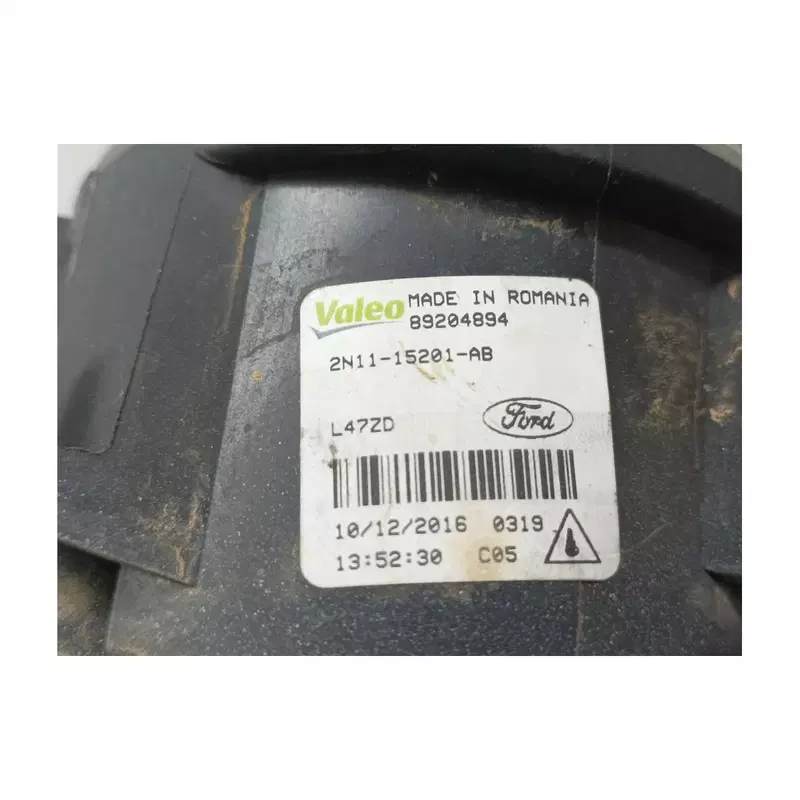 Valeo MADE IN ROMANIA
89204894
2N11-15201-AB
L47ZD Ford
10/12/2016 0319
13:52:30 C05